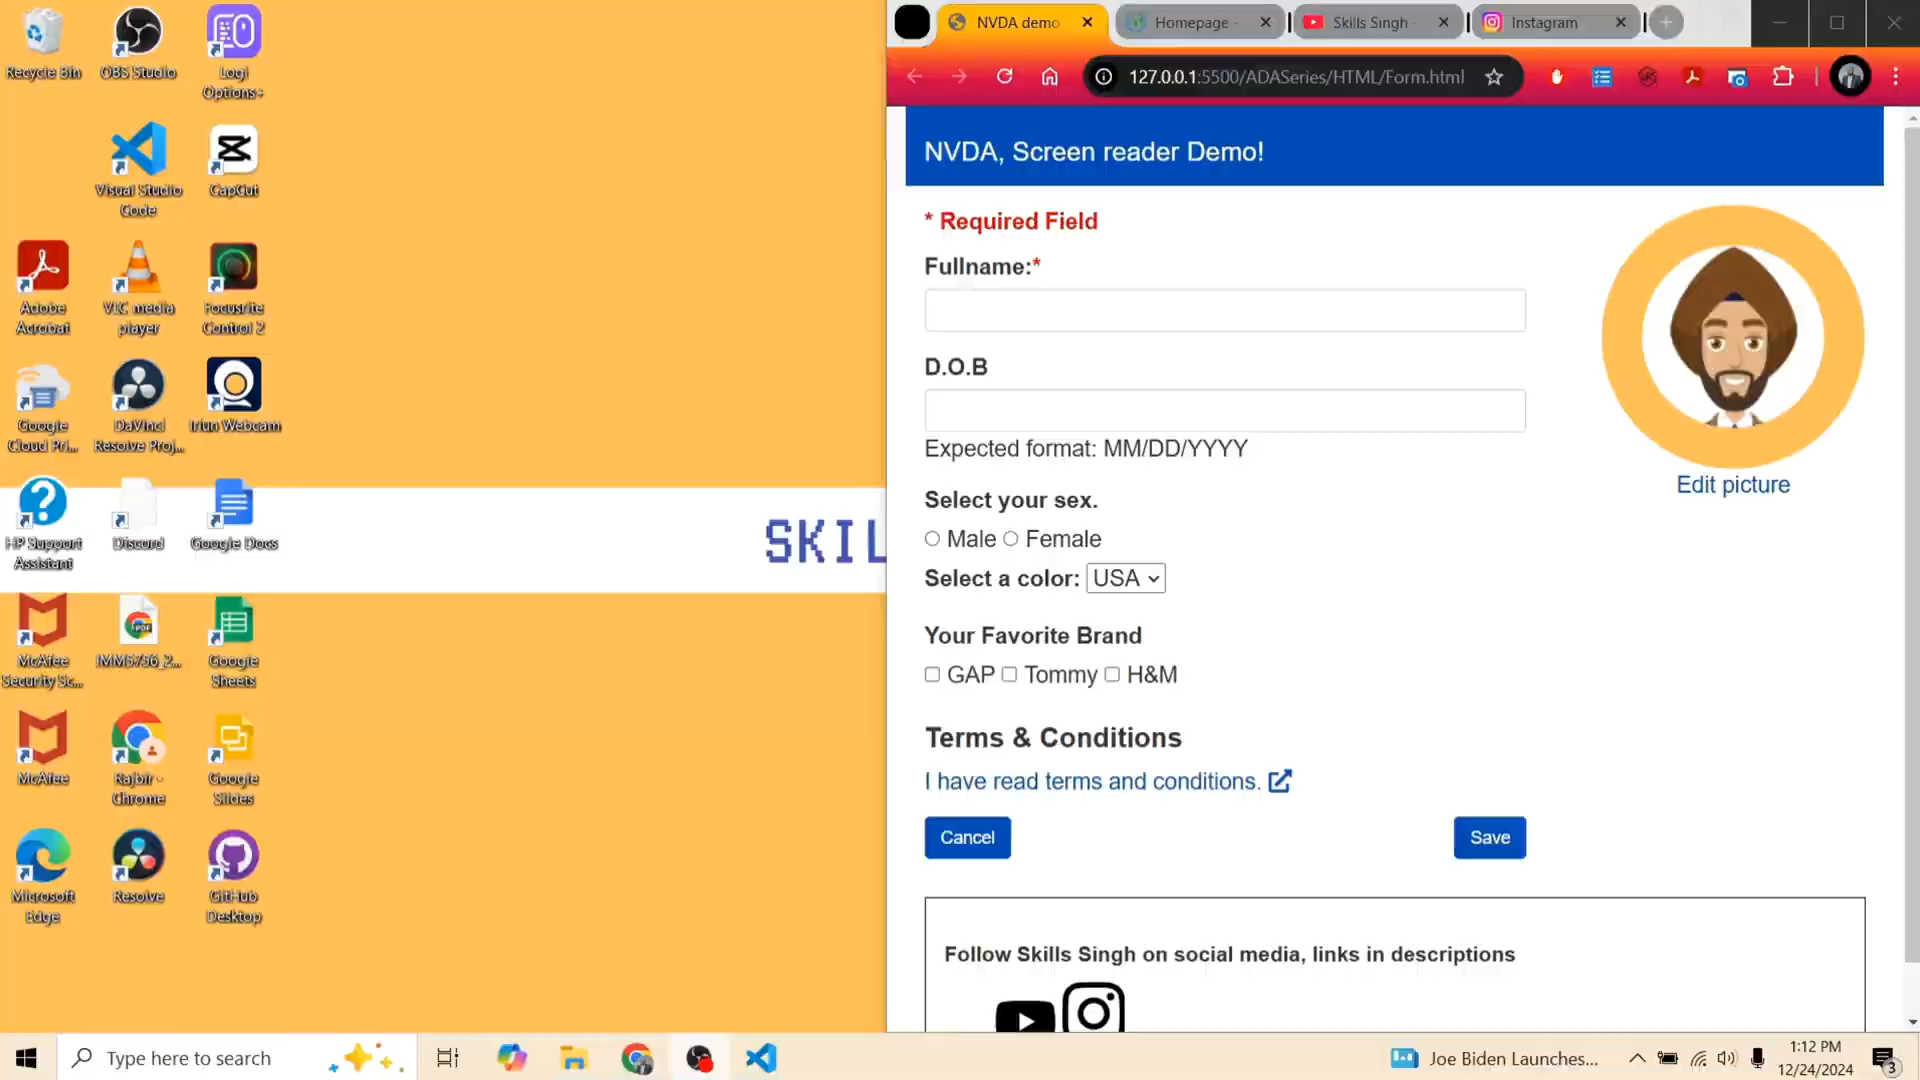 Recycle Bin
OBS Studio
Logi
Options+
Visual Studio
Code
CapCut
Adobe
Acrobat
VLC media
player
Focusrite
Control 2
Google
Cloud Pri...
DaVinci
Resolve Proj...
Iriun Webcam
HP Support
Assistant
Discord
Google Docs
McAfee
Security Sc...
PDF
IMM5756_2...
Google
Sheets
McAfee
Rajbir -
Chrome
Google
Slides
Microsoft
Edge
Resolve
GitHub
Desktop
SKIL
NVDA demo
Homepage -
Skills Singh
Instagram
127.0.0.1:5500/ADASeries/HTML/Form.html
NVDA, Screen reader Demo!
* Required Field
Fullname:*
D.O.B
Expected format: MM/DD/YYYY
Edit picture
Select your sex.
Male Female
Select a color: USA
Your Favorite Brand
GAP Tommy H&M
Terms & Conditions
I have read terms and conditions.
Cancel
Save
Follow Skills Singh on social media, links in descriptions
Type here to search
Joe Biden Launches...
1:12 PM
12/24/2024
3